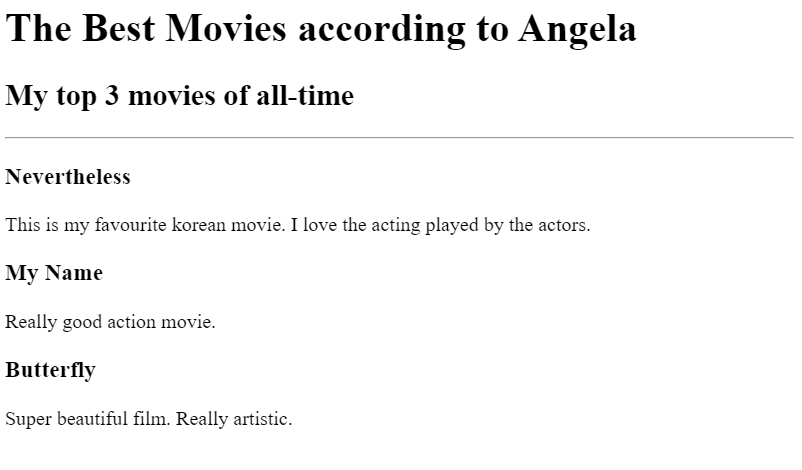 The Best Movies according to Angela
My top 3 movies of all-time
Nevertheless
This is my favourite korean movie. I love the acting played by the actors.
My Name
Really good action movie.
Butterfly
Super beautiful film. Really artistic.